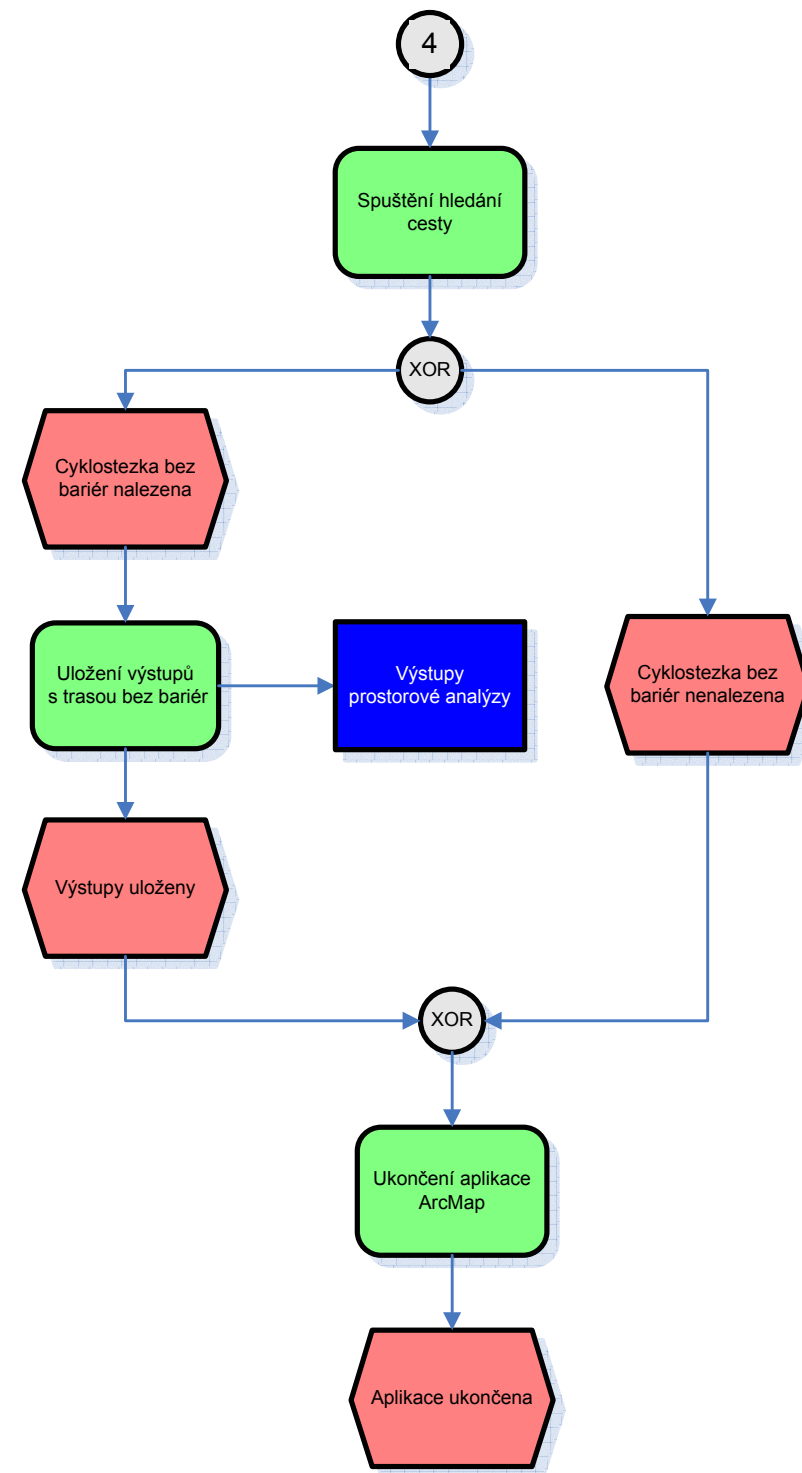 4
Spuštění hledání
cesty
XOR
Cyklostezka bez
bariér nalezena
Uložení výstupů
s trasou bez bariér
Výstupy
prostorové analýzy
Cyklostezka bez
bariér nenalezena
Výstupy uloženy
XOR
Ukončení aplikace
ArcMap
Aplikace ukončena